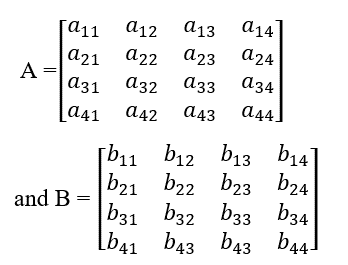 A = [a₁₁ a₁₂ a₁₃ a₁₄
a₂₁ a₂₂ a₂₃ a₂₄
a₃₁ a₃₂ a₃₃ a₃₄
a₄₁ a₄₂ a₄₃ a₄₄]
and B = [b₁₁ b₁₂ b₁₃ b₁₄
b₂₁ b₂₂ b₂₃ b₂₄
b₃₁ b₃₂ b₃₃ b₃₄
b₄₁ b₄₃ b₄₃ b₄₄]